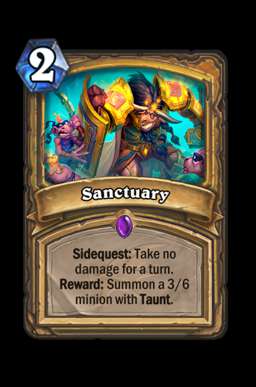 2
Sanctuary
Sidequest: Take no
damage for a turn.
Reward: Summon a 3/6
minion with Taunt.